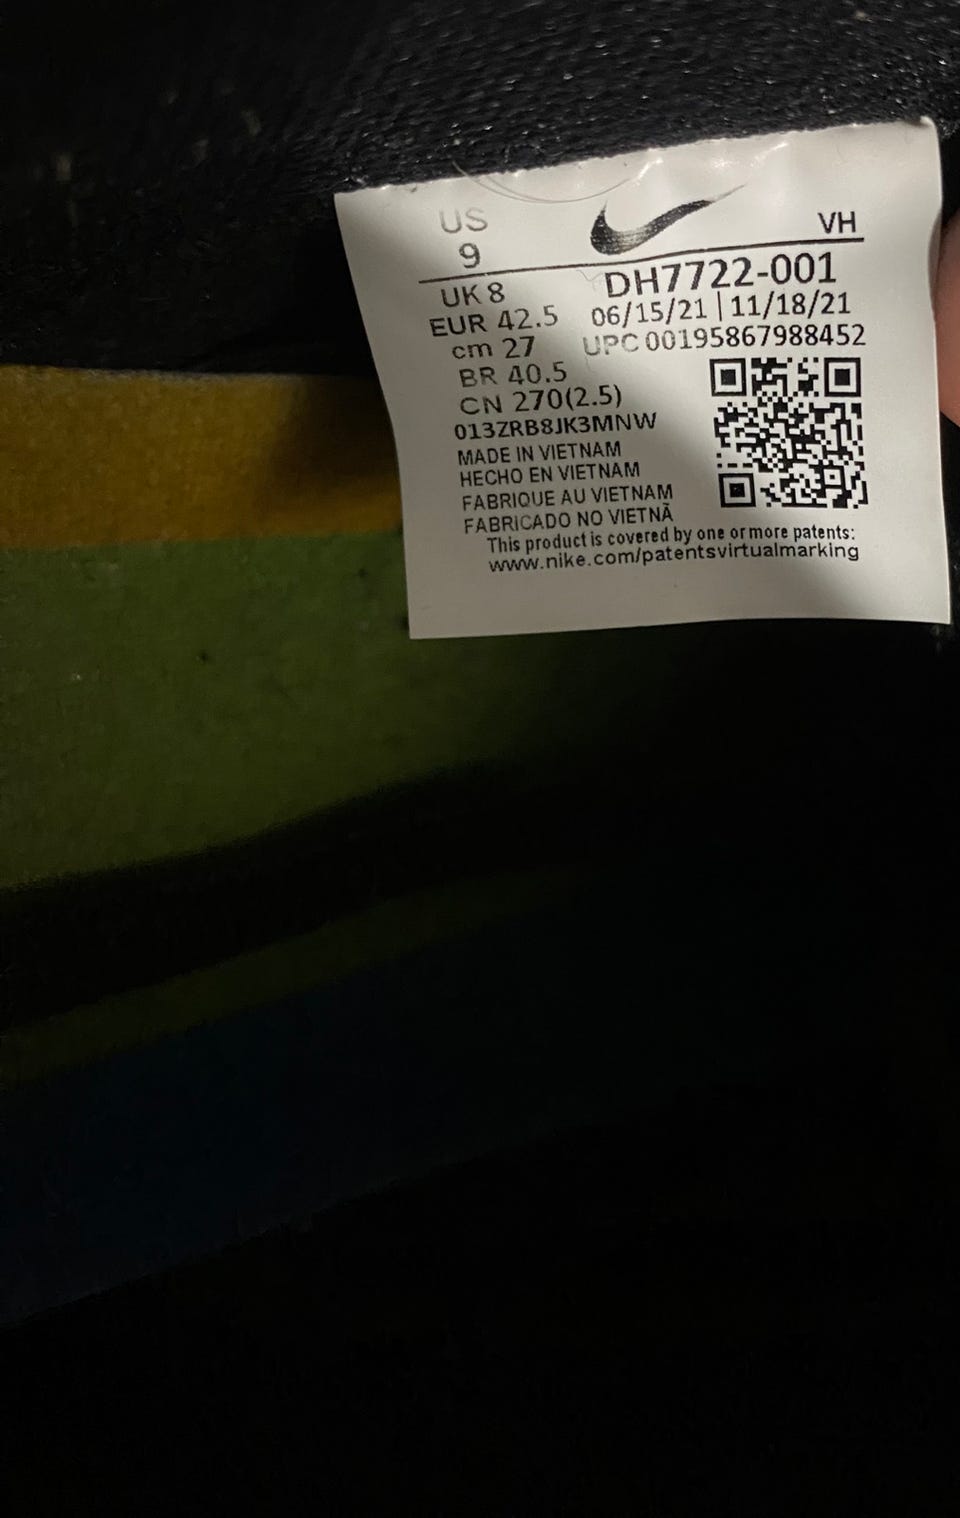 US
9
VH
UK 8
EUR 42.5
cm 27
BR 40.5
CN 270(2.5)
013ZRB8JK3MNW
DH7722-001
06/15/21 | 11/18/21
UPC 00195867988452
MADE IN VIETNAM
HECHO EN VIETNAM
FABRIQUE AU VIETNAM
FABRICADO NO VIETNÃ
This product is covered by one or more patents:
www.nike.com/patentsvirtualmarking